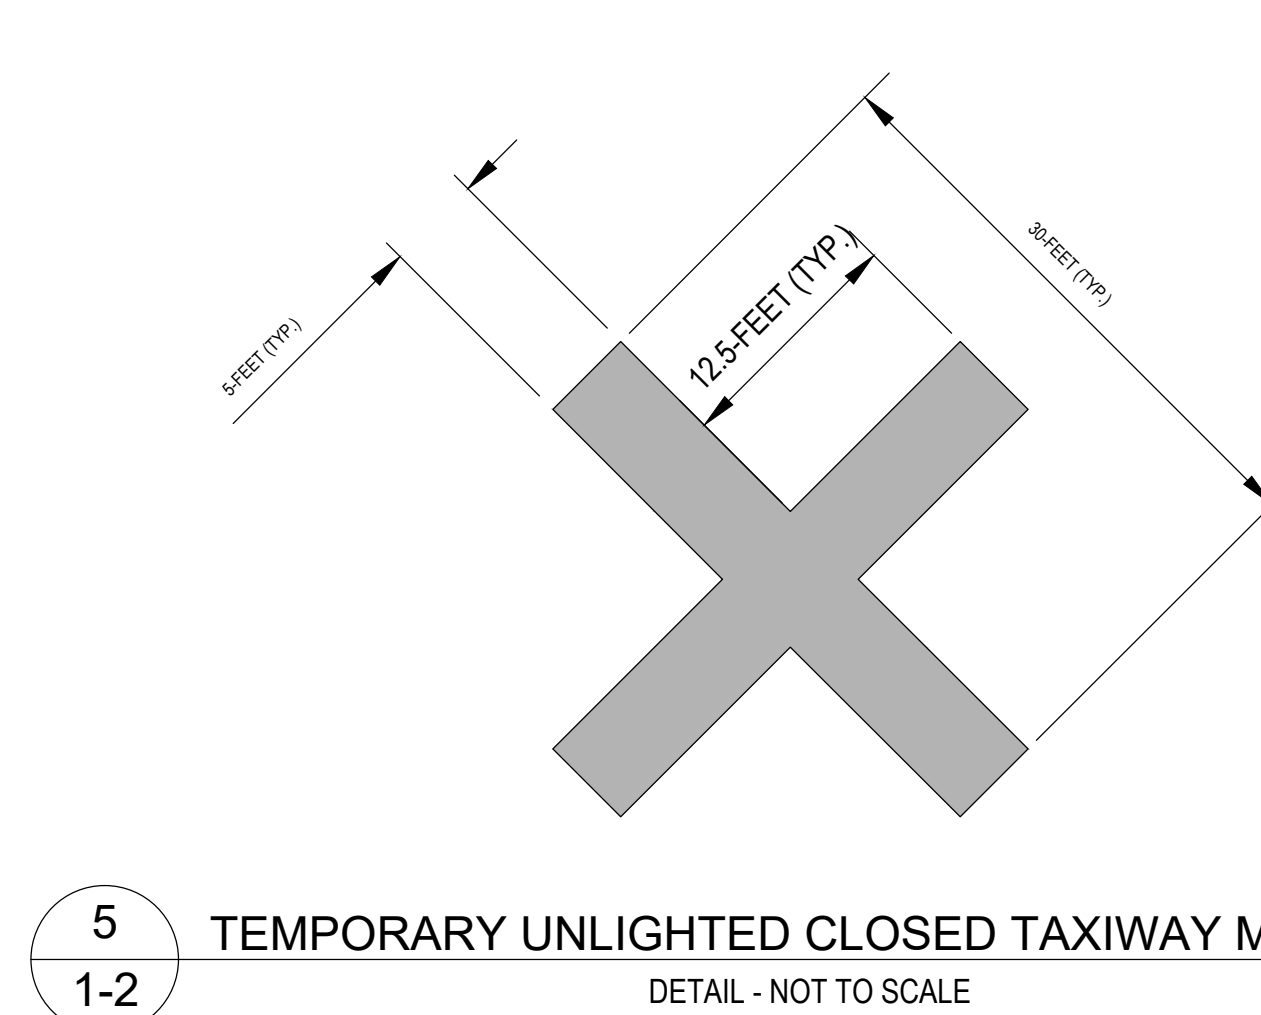 30-FEET (TYP.)
12.5-FEET (TYP.)
5-FEET (TYP.)
5
TEMPORARY UNLIGHTED CLOSED TAXIWAY
1-2
DETAIL - NOT TO SCALE